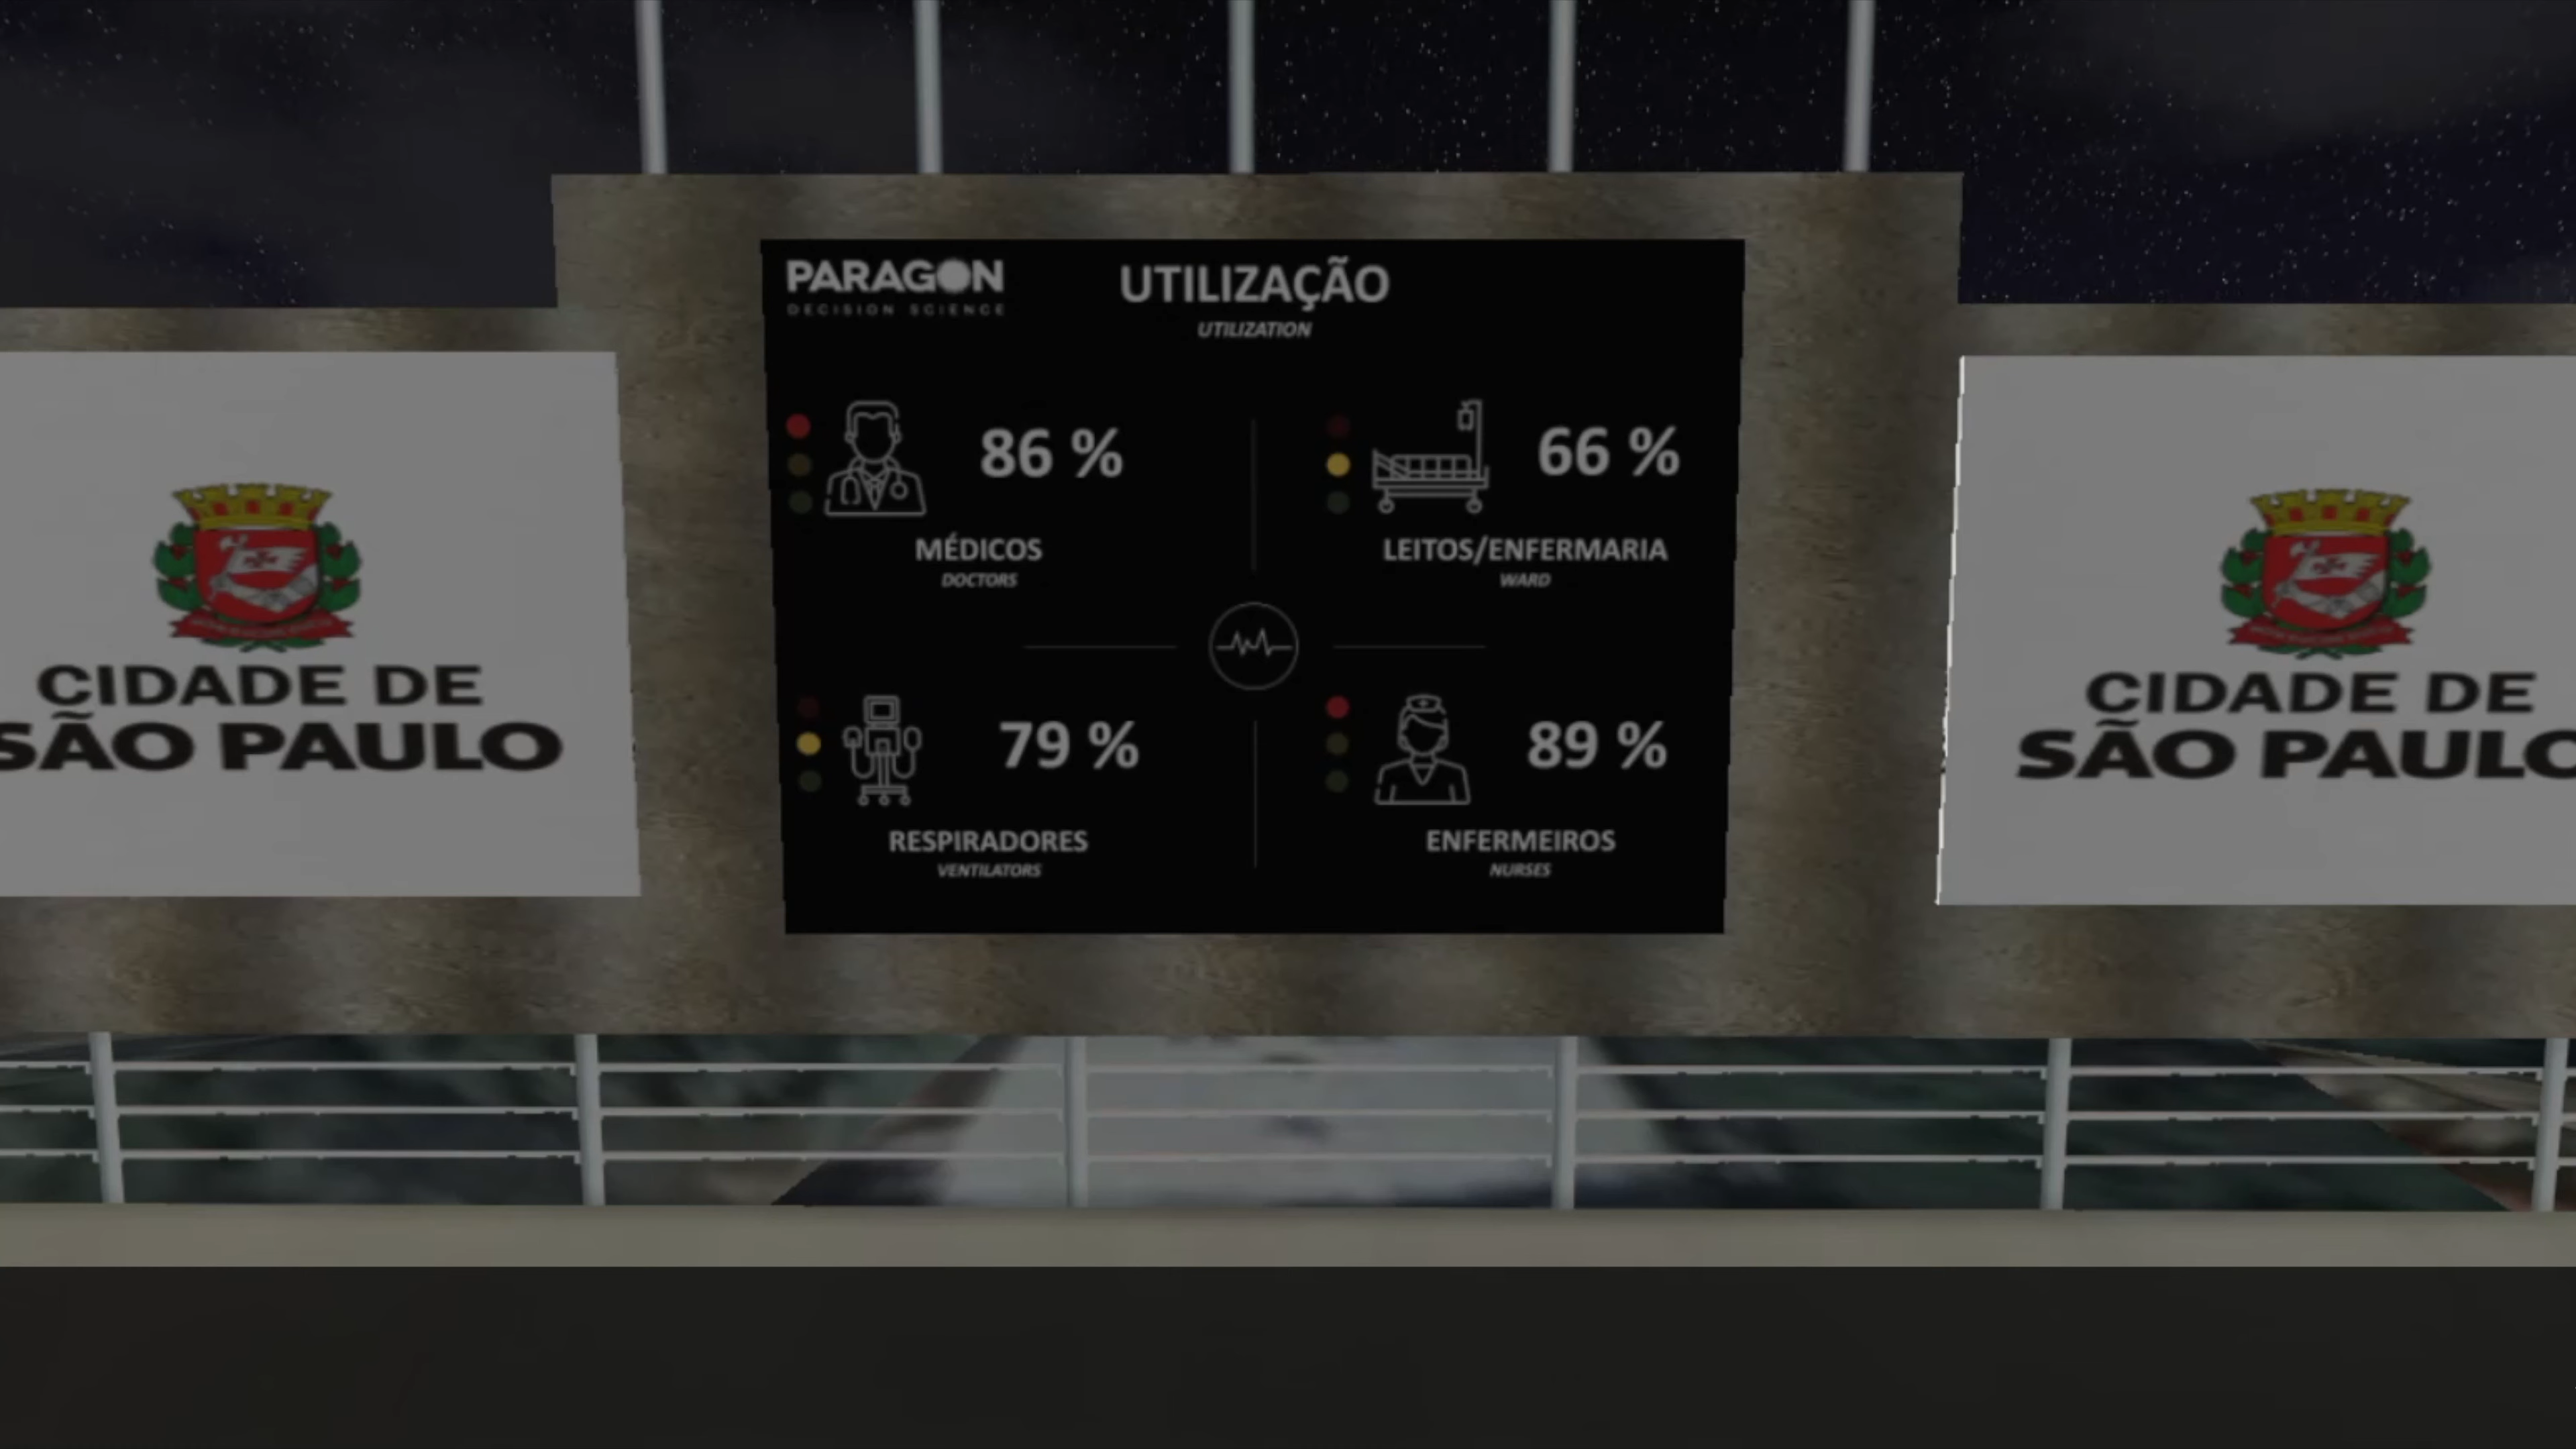 PARAGON
DECISION SCIENCE
UTILIZAÇÃO
UTILIZATION
86 %
MÉDICOS
DOCTORS
66 %
LEITOS/ENFERMARIA
WARD
79 %
RESPIRADORES
VENTILATORS
89 %
ENFERMEIROS
NURSES
CIDADE DE
SÃO PAULO
CIDADE DE
SÃO PAULO